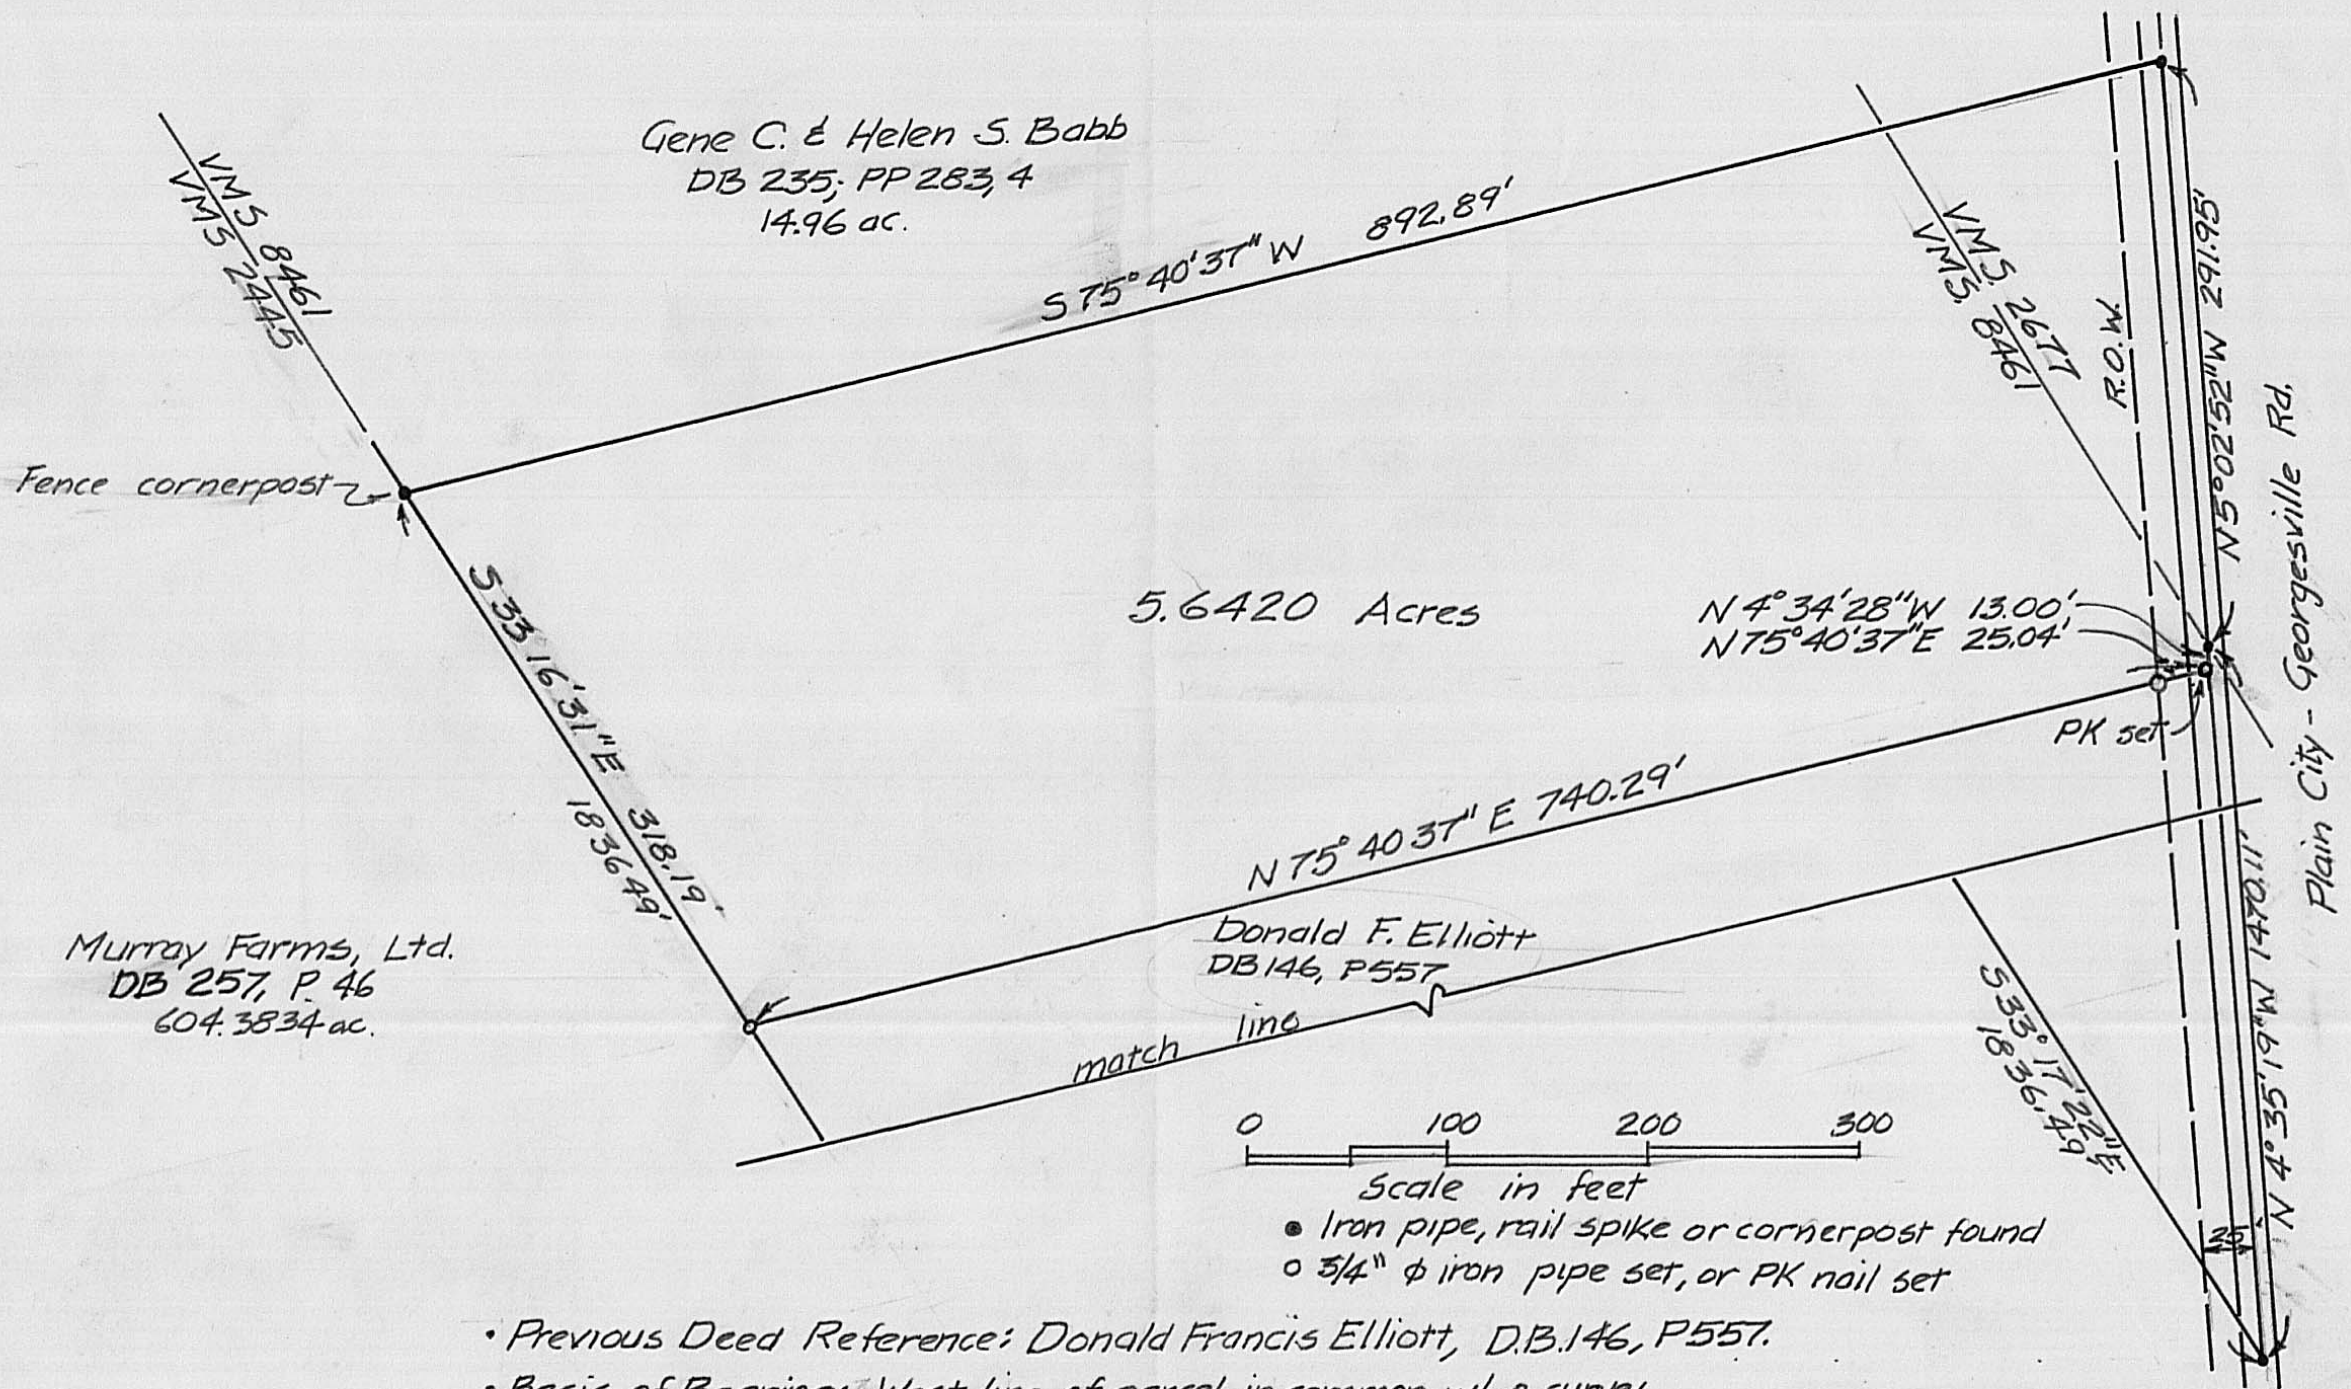 Gene C. & Helen S. Babb
DB 235; PP 283, 4
14.96 ac.
VMS 8461
VMS 2445
S 75° 40' 37" W 892.89'
VMS. 2677
VMS. 8461
R.O.W.
N 5° 02' 52" W 291.95'
Plain City - Georgesville Rd.
Fence cornerpost
S 33 16' 31" E 318.19'
1836 49'
5.6420 Acres
N 4° 34' 28" W 13.00'
N 75° 40' 37" E 25.04'
PK set
N 75° 40 37" E 740.29'
Donald F. Elliott
DB 146, P 557
match line
Murray Farms, Ltd.
DB 257, P. 46
604.3834 ac.
S 33° 17' 22" E
1836.49'
N 4° 35' 19" W 1470.11'
25'
0 100 200 300
Scale in feet
• Iron pipe, rail spike or cornerpost found
o 3/4" φ iron pipe set, or PK nail set
• Previous Deed Reference: Donald Francis Elliott, D.B. 146, P 557.